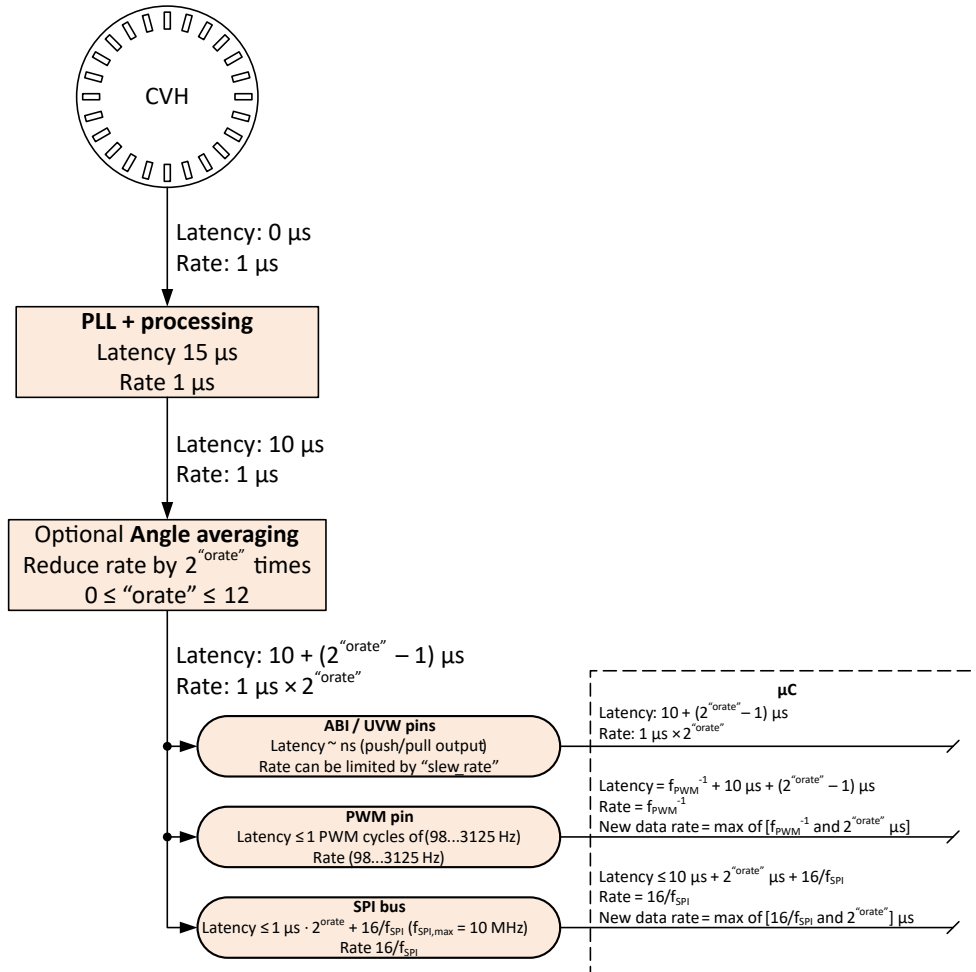 CVH
Latency: 0 µs
Rate: 1 µs
PLL + processing
Latency 15 µs
Rate 1 µs
Latency: 10 µs
Rate: 1 µs
Optional Angle averaging
Reduce rate by 2^“orate” times
0 ≤ “orate” ≤ 12
Latency: 10 + (2^“orate” – 1) µs
Rate: 1 µs × 2^“orate”
ABI / UVW pins
Latency ~ ns (push/pull output)
Rate can be limited by “slew_rate”
µC
Latency: 10 + (2^“orate” – 1) µs
Rate: 1 µs × 2^“orate”
PWM pin
Latency ≤ 1 PWM cycles of (98...3125 Hz)
Rate (98...3125 Hz)
Latency = f_PWM^-1 + 10 µs + (2^“orate” – 1) µs
Rate = f_PWM^-1
New data rate = max of [f_PWM^-1 and 2^“orate” µs]
SPI bus
Latency ≤ 1 µs · 2^orate + 16/f_SPI (f_SPI,max = 10 MHz)
Rate 16/f_SPI
Latency ≤ 10 µs + 2^“orate” µs + 16/f_SPI
Rate = 16/f_SPI
New data rate = max of [16/f_SPI and 2^“orate”] µs